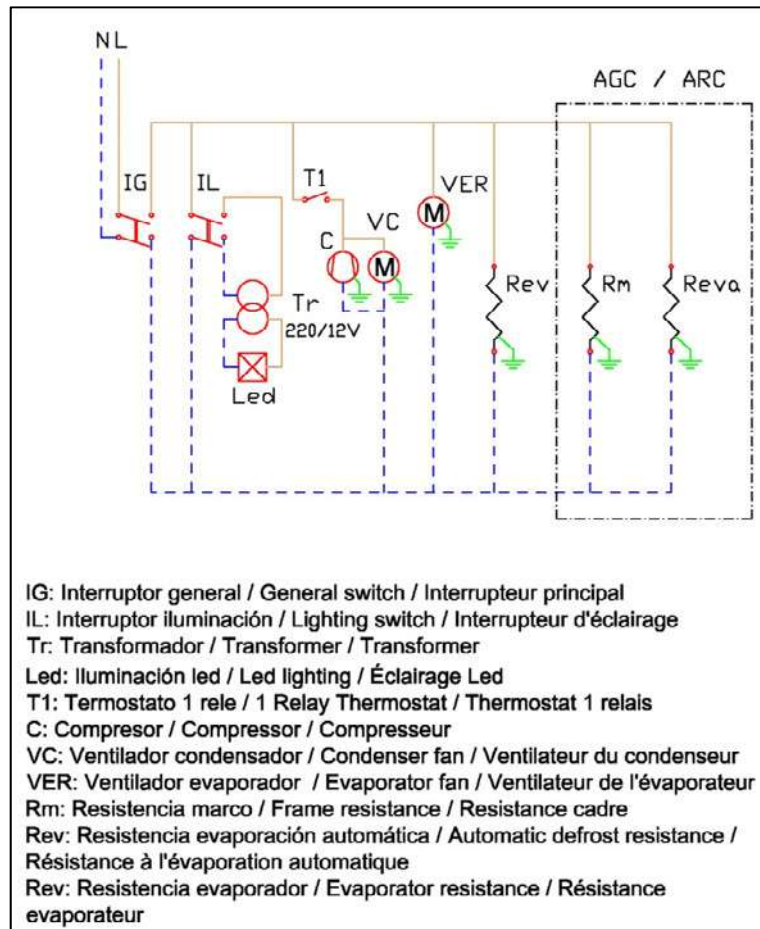 NL
AGC / ARC
IG
IL
T1
VER
VC
C
M
M
Tr
220/12V
Led
Rev
Rm
Reva
IG: Interruptor general / General switch / Interrupteur principal
IL: Interruptor iluminación / Lighting switch / Interrupteur d'éclairage
Tr: Transformador / Transformer / Transformer
Led: Iluminación led / Led lighting / Éclairage Led
T1: Termostato 1 rele / 1 Relay Thermostat / Thermostat 1 relais
C: Compresor / Compressor / Compresseur
VC: Ventilador condensador / Condenser fan / Ventilateur du condenseur
VER: Ventilador evaporador / Evaporator fan / Ventilateur de l'évaporateur
Rm: Resistencia marco / Frame resistance / Resistance cadre
Rev: Resistencia evaporación automática / Automatic defrost resistance /
Résistance à l'évaporation automatique
Rev: Resistencia evaporador / Evaporator resistance / Résistance
evaporateur